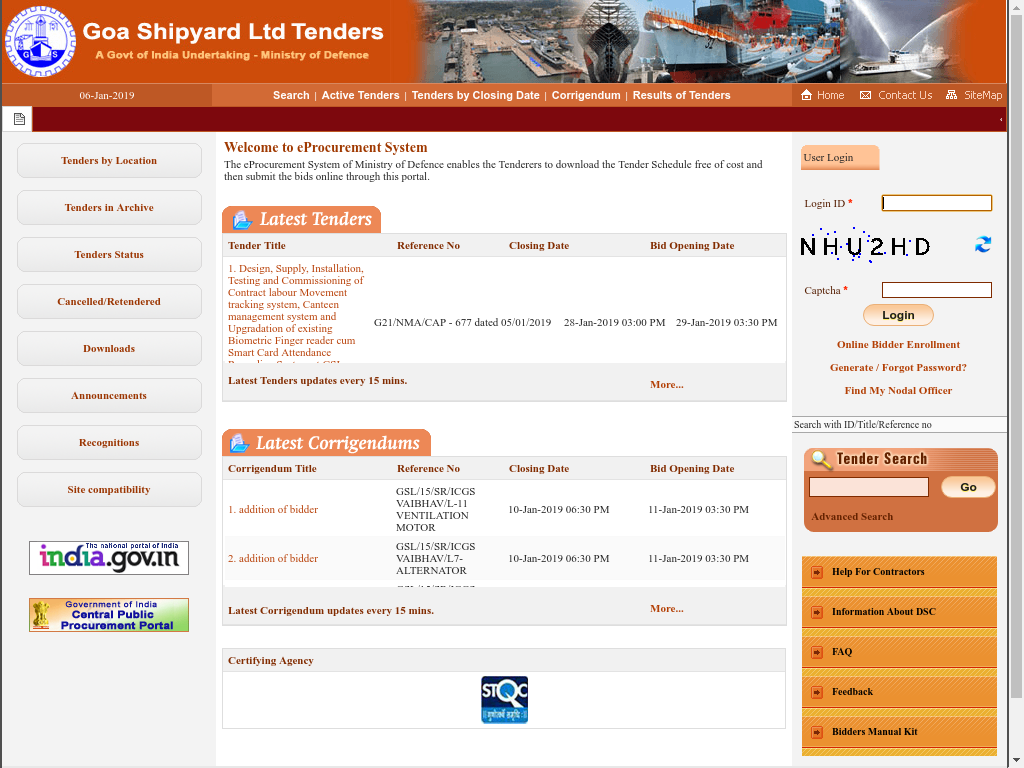 Goa Shipyard Ltd Tenders
A Govt of India Undertaking - Ministry of Defence
06-Jan-2019
Search | Active Tenders | Tenders by Closing Date | Corrigendum | Results of Tenders
Home
Contact Us
SiteMap
Tenders by Location
Tenders in Archive
Tenders Status
Cancelled/Retendered
Downloads
Announcements
Recognitions
Site compatibility
The national portal of India
india.gov.in
Government of India
Central Public
Procurement Portal
Welcome to eProcurement System
The eProcurement System of Ministry of Defence enables the Tenderers to download the Tender Schedule free of cost and
then submit the bids online through this portal.
Latest Tenders
Tender Title Reference No Closing Date Bid Opening Date
1. Design, Supply, Installation,
Testing and Commissioning of
Contract labour Movement
tracking system, Canteen
management system and
Upgradation of existing
Biometric Finger reader cum
Smart Card Attendance
G21/NMA/CAP - 677 dated 05/01/2019 28-Jan-2019 03:00 PM 29-Jan-2019 03:30 PM
Latest Tenders updates every 15 mins.
More...
Latest Corrigendums
Corrigendum Title Reference No Closing Date Bid Opening Date
1. addition of bidder
GSL/15/SR/ICGS
VAIBHAV/L-11
VENTILATION
MOTOR
10-Jan-2019 06:30 PM 11-Jan-2019 03:30 PM
2. addition of bidder
GSL/15/SR/ICGS
VAIBHAV/L7-
ALTERNATOR
10-Jan-2019 06:30 PM 11-Jan-2019 03:30 PM
Latest Corrigendum updates every 15 mins.
More...
Certifying Agency
STQC
User Login
Login ID *
NHU2HD
Captcha *
Login
Online Bidder Enrollment
Generate / Forgot Password?
Find My Nodal Officer
Search with ID/Title/Reference no
Tender Search
Go
Advanced Search
Help For Contractors
Information About DSC
FAQ
Feedback
Bidders Manual Kit